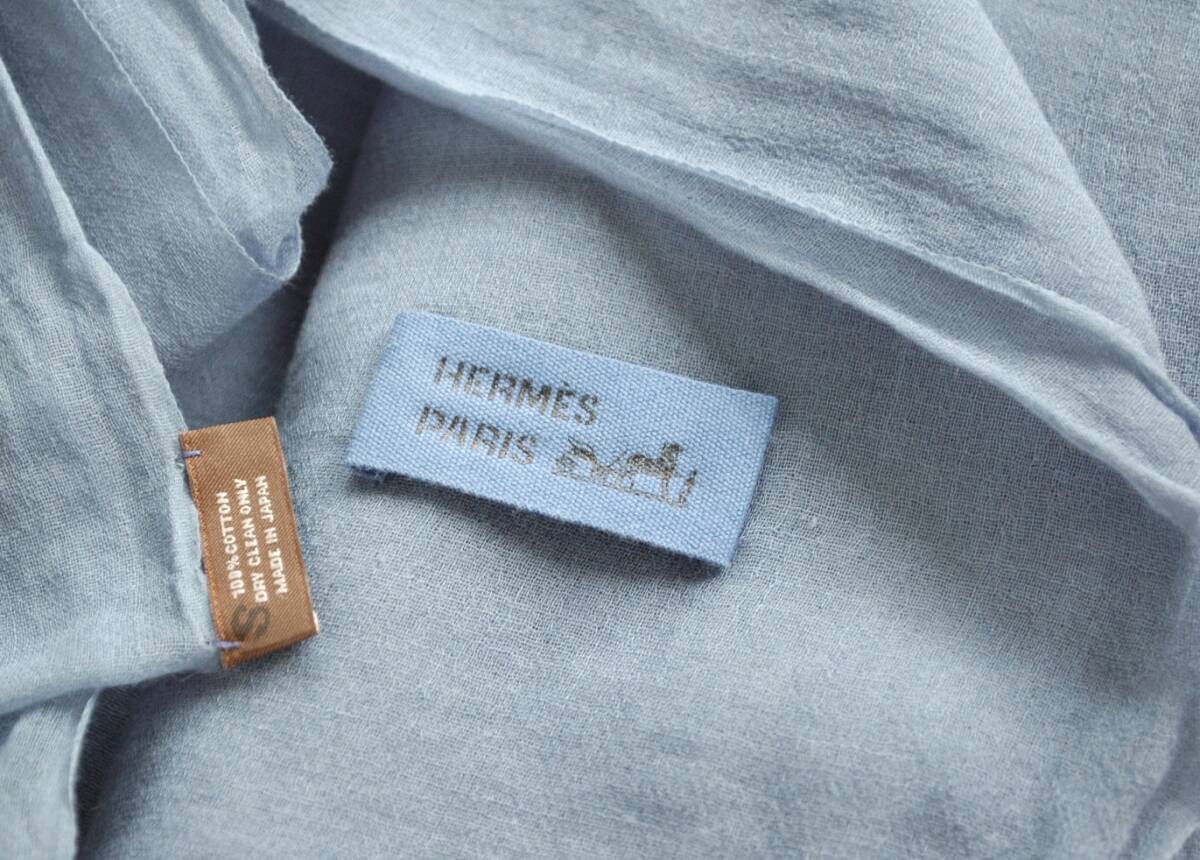 HERMÈS
PARIS
100% COTTON
DRY CLEAN ONLY
MADE IN JAPAN
S